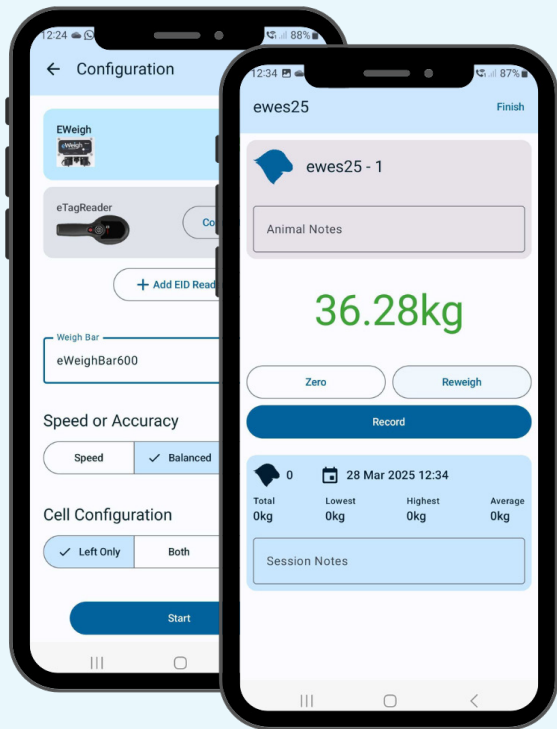 12:24
88%
Configuration
EWeigh
eWeigh
eTagReader
Co
+ Add EID Read
Weigh Bar
eWeighBar600
Speed or Accuracy
Speed
Balanced
Cell Configuration
Left Only
Both
Start
12:34
87%
ewes25
Finish
ewes25 - 1
Animal Notes
36.28kg
Zero
Reweigh
Record
0
28 Mar 2025 12:34
Total Lowest Highest Average
0kg 0kg 0kg 0kg
Session Notes